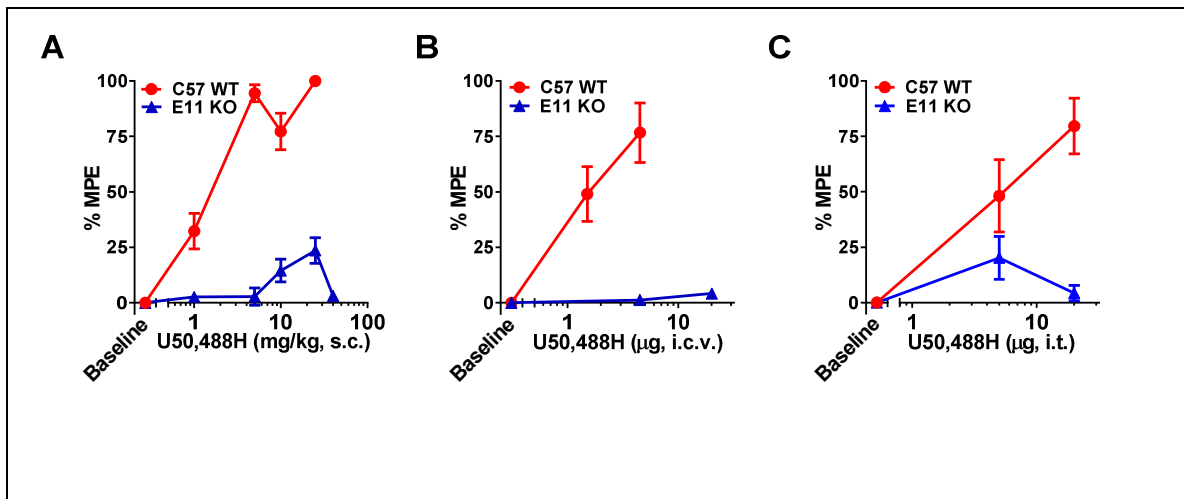 A
C57 WT
E11 KO
100
75
50
25
0
% MPE
Baseline
1
10
100
U50,488H (mg/kg, s.c.)
B
C57 WT
E11 KO
100
75
50
25
0
% MPE
Baseline
1
10
U50,488H (μg, i.c.v.)
C
C57 WT
E11 KO
100
75
50
25
0
% MPE
Baseline
1
10
U50,488H (μg, i.t.)